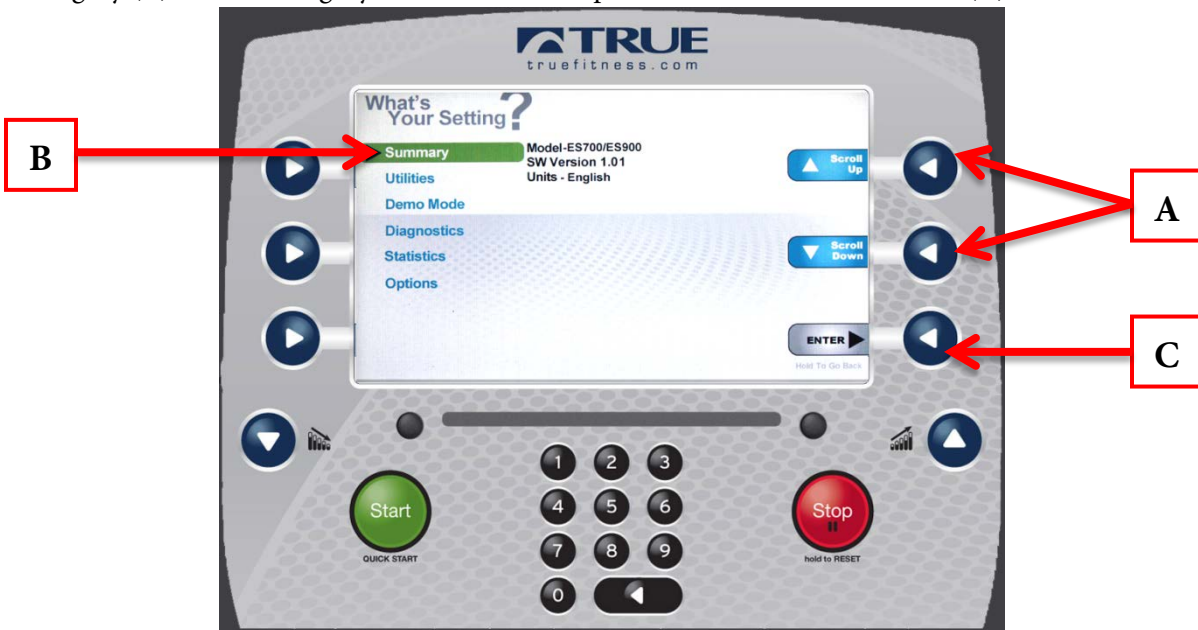 TRUE
truefitness.com
What's
Your Setting?
Summary
Utilities
Demo Mode
Diagnostics
Statistics
Options
Model-ES700/ES900
SW Version 1.01
Units - English
Scroll
Up
Scroll
Down
ENTER
Hold To Go Back
B
A
C
Start
QUICK START
1 2 3
4 5 6
7 8 9
0
Stop
hold to RESET